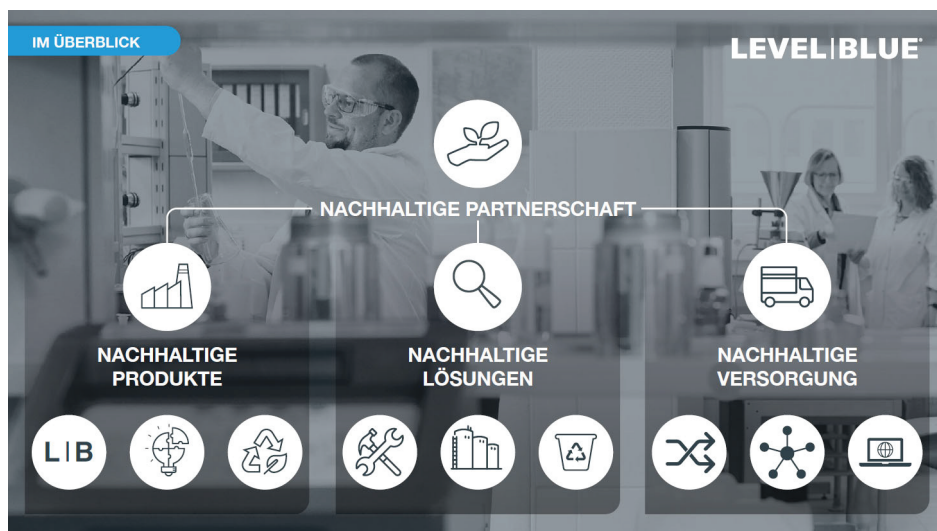 IM ÜBERBLICK
LEVEL|BLUE®
NACHHALTIGE PARTNERSCHAFT
NACHHALTIGE
PRODUKTE
NACHHALTIGE
LÖSUNGEN
NACHHALTIGE
VERSORGUNG
L|B